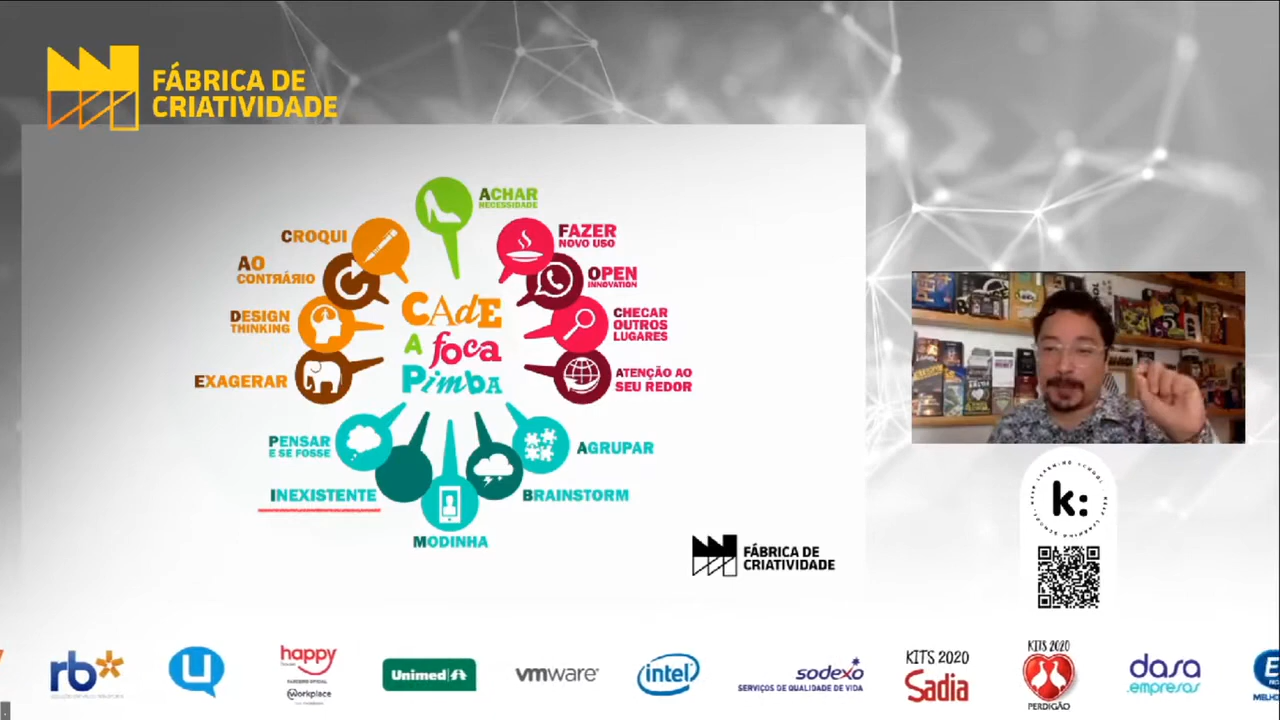 FÁBRICA DE
CRIATIVIDADE
ACHAR
NECESSIDADE
CROQUI
FAZER
NOVO USO
AO
CONTRÁRIO
OPEN
INNOVATION
DESIGN
THINKING
CADE
A foca
PimbA
CHECAR
OUTROS
LUGARES
EXAGERAR
ATENÇÃO AO
SEU REDOR
PENSAR
E SE FOSSE
AGRUPAR
INEXISTENTE
BRAINSTORM
MODINHA
FÁBRICA DE
CRIATIVIDADE
k:
rb
happy
workplace
Unimed
vmware
intel
sodexo
SERVIÇOS DE QUALIDADE DE VIDA
KITS 2020
Sadia
KITS 2020
PERDIGÃO
dasa
empresas